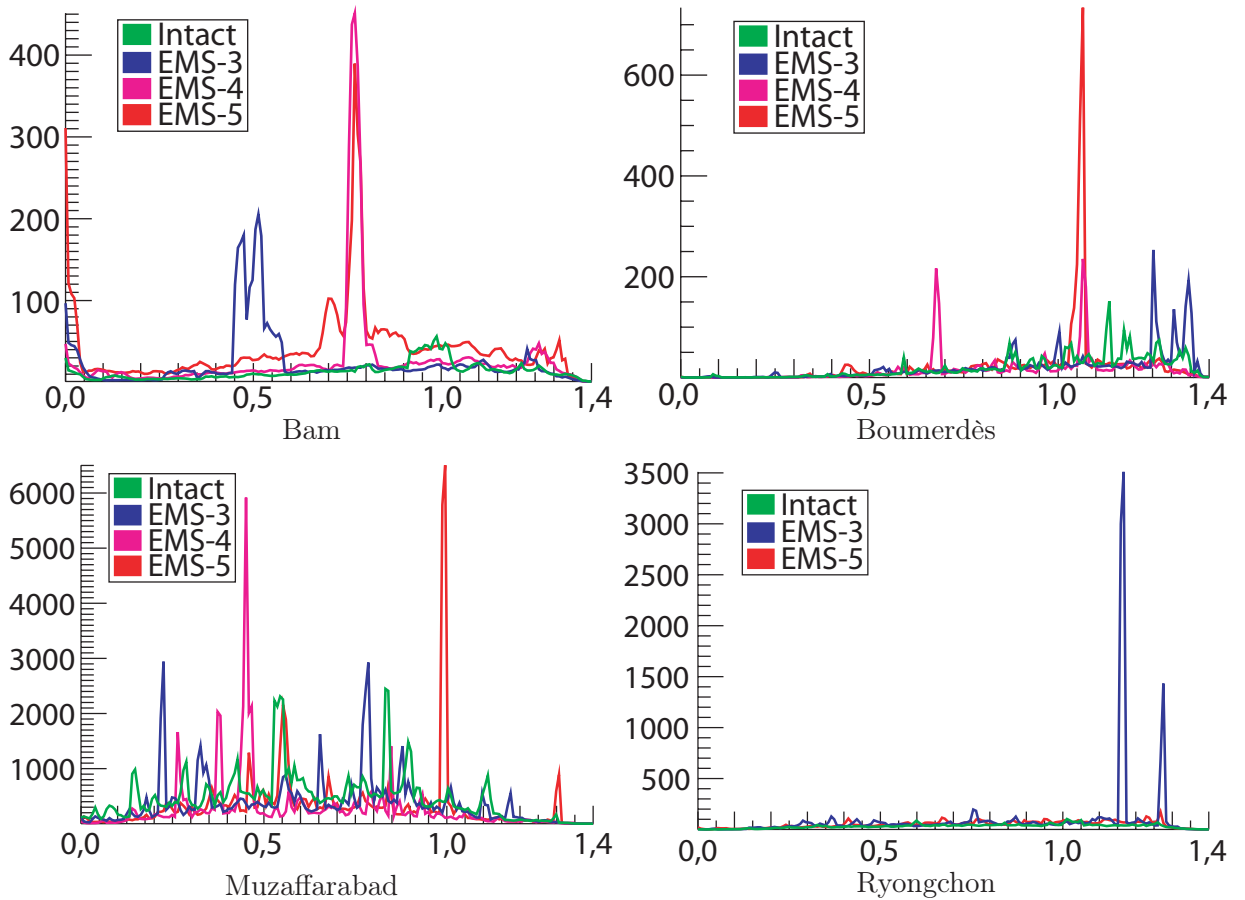 400
300
200
100
Intact
EMS-3
EMS-4
EMS-5
0,0
0,5
1,0
1,4
Bam
600
400
200
Intact
EMS-3
EMS-4
EMS-5
0,0
0,5
1,0
1,4
Boumerdès
6000
5000
4000
3000
2000
1000
Intact
EMS-3
EMS-4
EMS-5
0,0
0,5
1,0
1,4
Muzaffarabad
3500
3000
2500
2000
1500
1000
500
Intact
EMS-3
EMS-5
0,0
0,5
1,0
1,4
Ryongchon